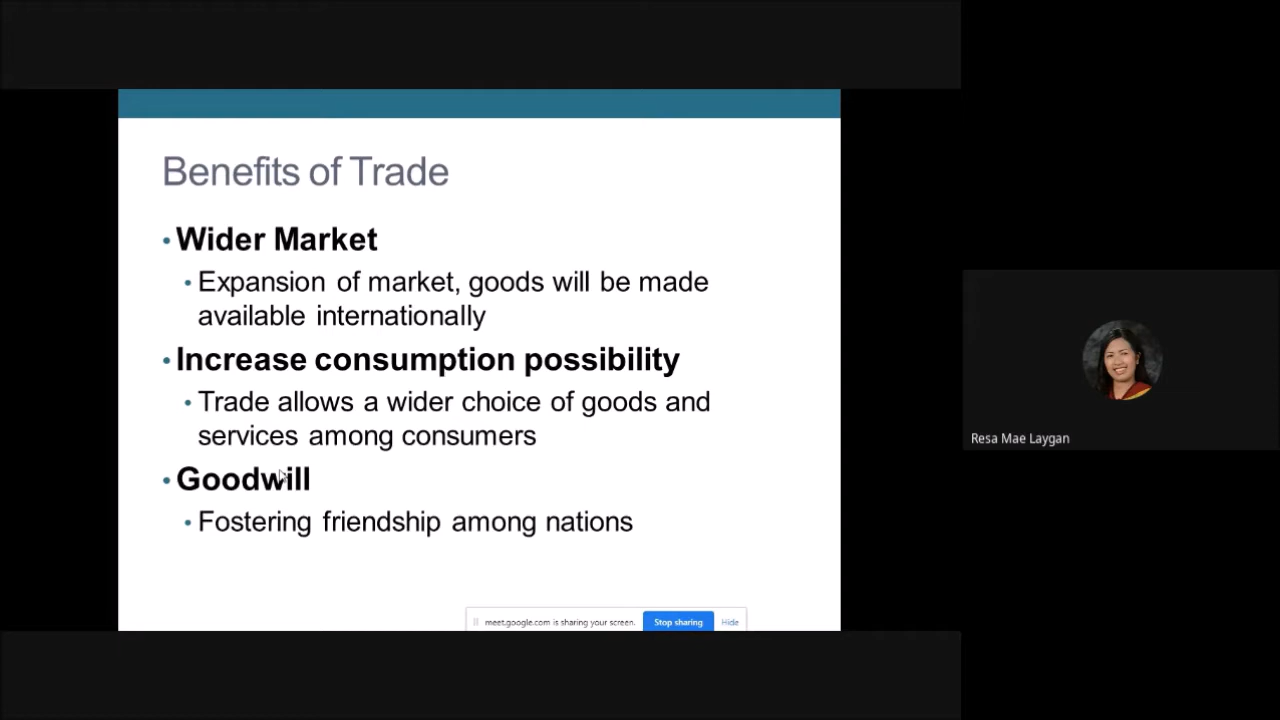 Benefits of Trade
• Wider Market
• Expansion of market, goods will be made
available internationally
• Increase consumption possibility
• Trade allows a wider choice of goods and
services among consumers
• Goodwill
• Fostering friendship among nations
meet.google.com is sharing your screen. Stop sharing Hide
Resa Mae Laygan